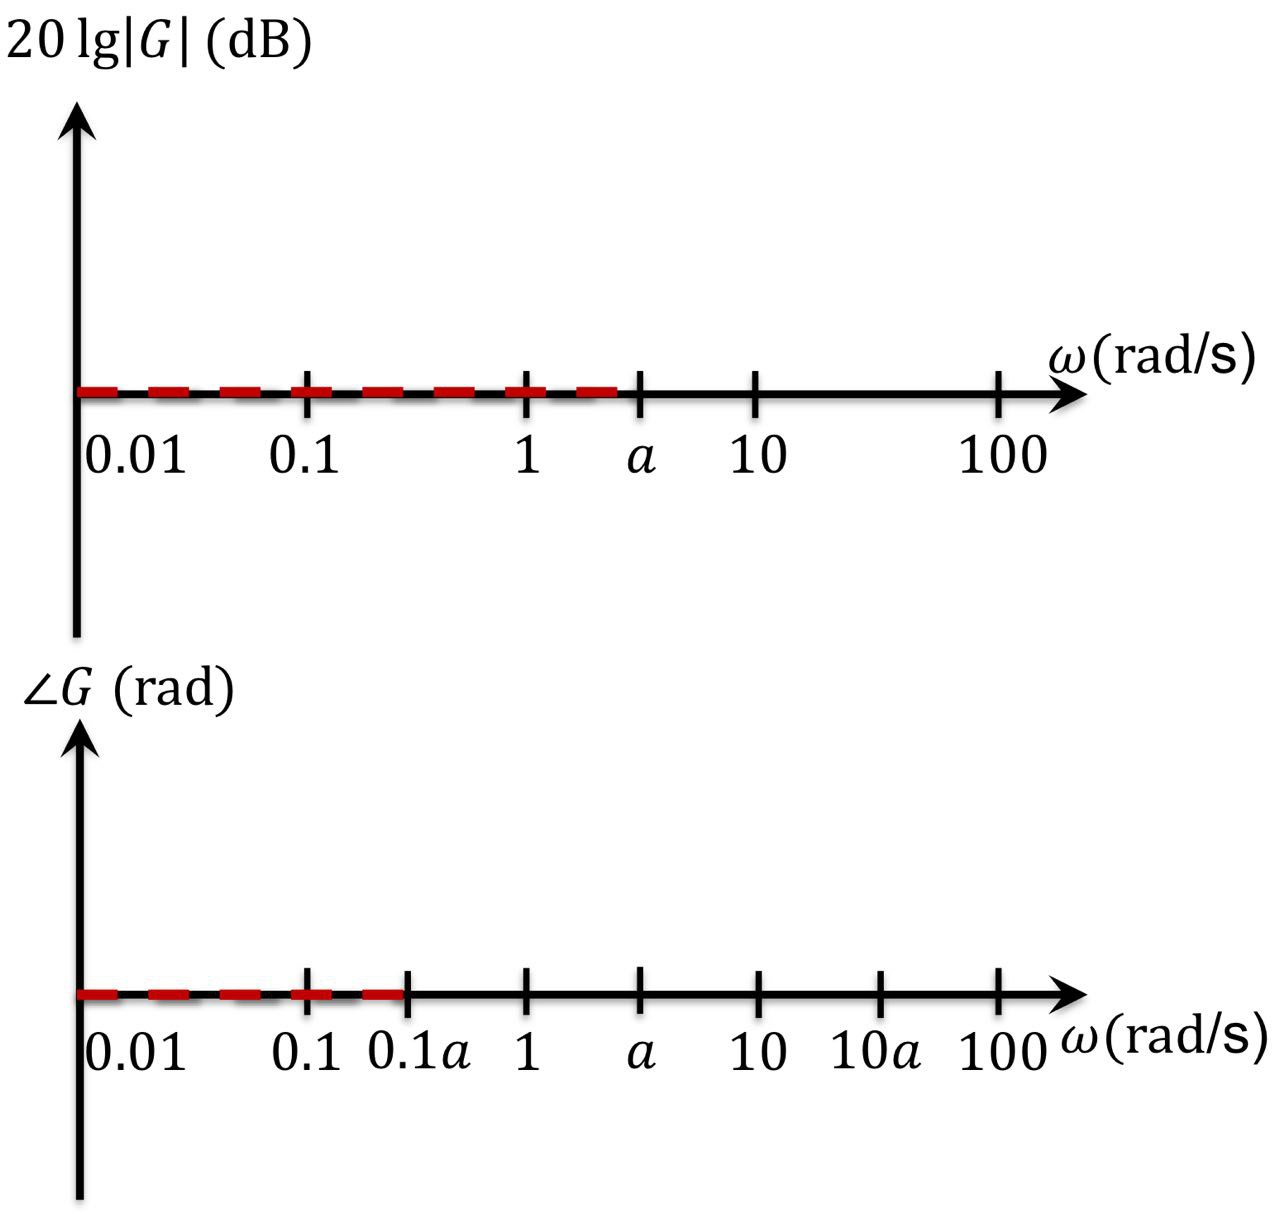 20 lg|G| (dB)
ω(rad/s)
0.01 0.1 1 a 10 100
∠G (rad)
0.01 0.1 0.1a 1 a 10 10a 100 ω(rad/s)